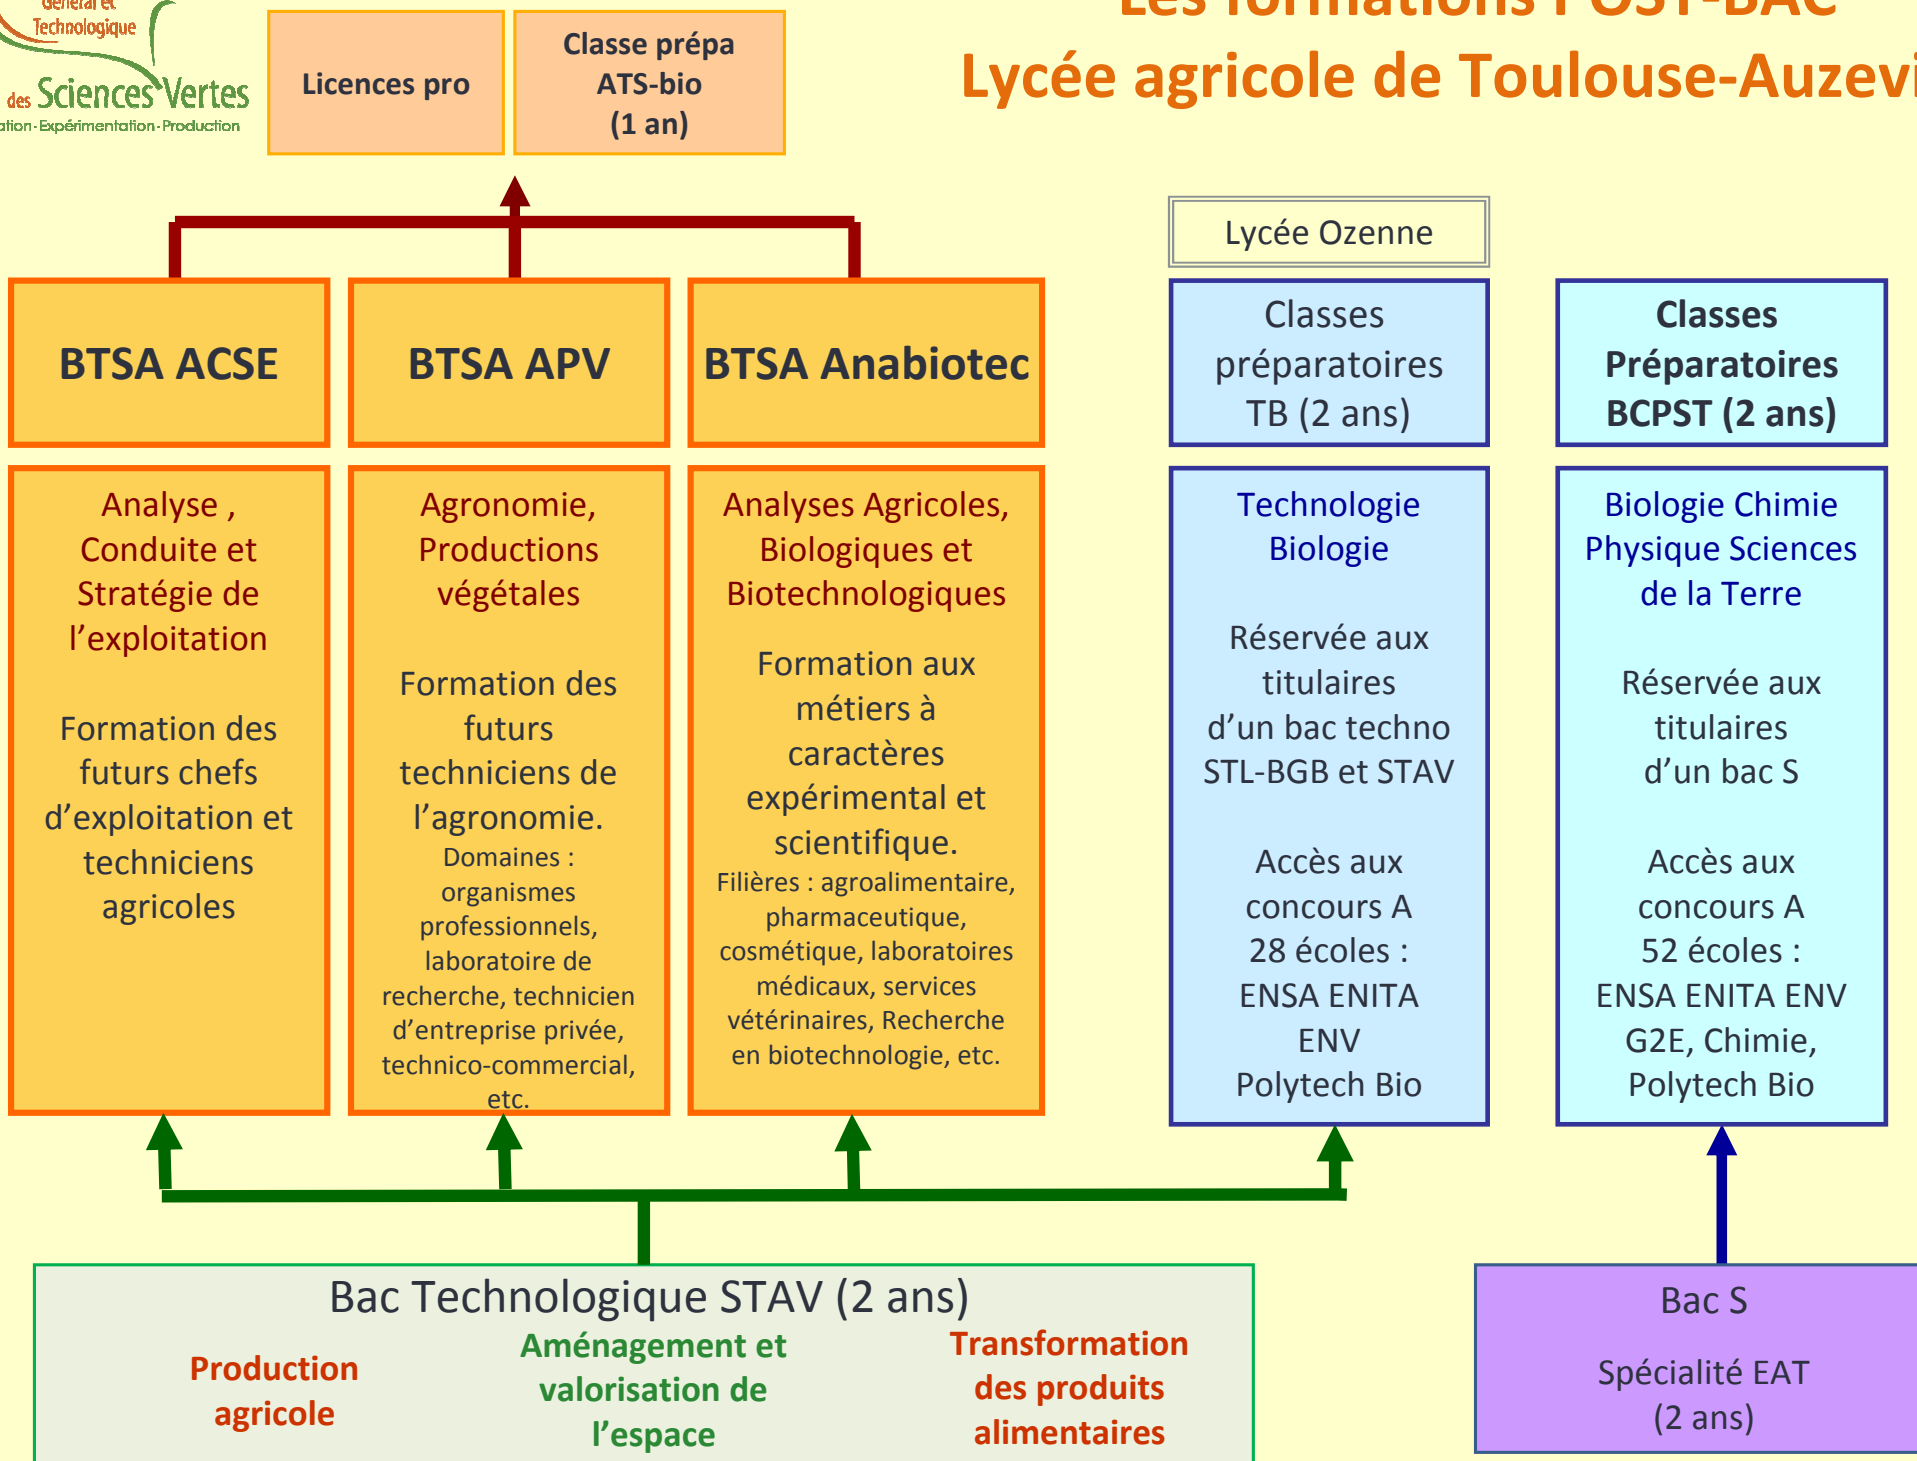 Général et
Technologique
des Sciences Vertes
ation - Expérimentation - Production
Licences pro
Classe prépa
ATS-bio
(1 an)
Les formations POST-BAC
Lycée agricole de Toulouse-Auzevi
Lycée Ozenne
BTSA ACSE
BTSA APV
BTSA Anabiotec
Classes
préparatoires
TB (2 ans)
Classes
Préparatoires
BCPST (2 ans)
Analyse ,
Conduite et
Stratégie de
l’exploitation
Formation des
futurs chefs
d’exploitation et
techniciens
agricoles
Agronomie,
Productions
végétales
Formation des
futurs
techniciens de
l’agronomie.
Domaines :
organismes
professionnels,
laboratoire de
recherche, technicien
d’entreprise privée,
technico-commercial,
etc.
Analyses Agricoles,
Biologiques et
Biotechnologiques
Formation aux
métiers à
caractères
expérimental et
scientifique.
Filières : agroalimentaire,
pharmaceutique,
cosmétique, laboratoires
médicaux, services
vétérinaires, Recherche
en biotechnologie, etc.
Technologie
Biologie
Réservée aux
titulaires
d’un bac techno
STL-BGB et STAV
Accès aux
concours A
28 écoles :
ENSA ENITA
ENV
Polytech Bio
Biologie Chimie
Physique Sciences
de la Terre
Réservée aux
titulaires
d’un bac S
Accès aux
concours A
52 écoles :
ENSA ENITA ENV
G2E, Chimie,
Polytech Bio
Bac Technologique STAV (2 ans)
Production
agricole
Aménagement et
valorisation de
l’espace
Transformation
des produits
alimentaires
Bac S
Spécialité EAT
(2 ans)